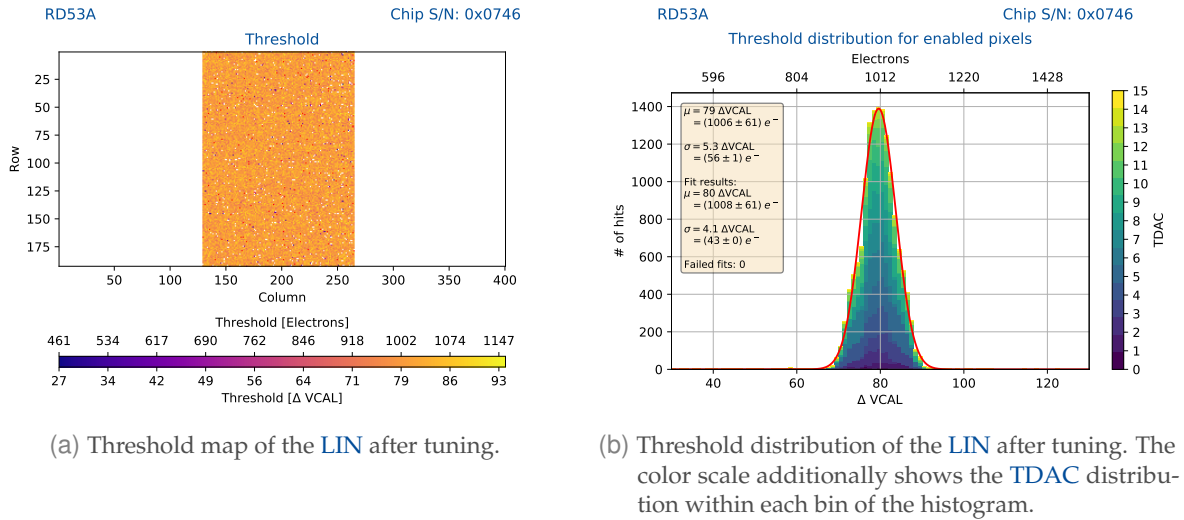 RD53A Chip S/N: 0x0746
Threshold
25
50
75
100
125
150
175
Row
50 100 150 200 250 300 350 400
Column
Threshold [Electrons]
461 534 617 690 762 846 918 1002 1074 1147
27 34 42 49 56 64 71 79 86 93
Threshold [Δ VCAL]
(a) Threshold map of the LIN after tuning.
RD53A Chip S/N: 0x0746
Threshold distribution for enabled pixels
Electrons
596 804 1012 1220 1428
1400
1200
1000
800
600
400
200
0
# of hits
μ = 79 ΔVCAL
= (1006 ± 61) e⁻
σ = 5.3 ΔVCAL
= (56 ± 1) e⁻
Fit results:
μ = 80 ΔVCAL
= (1008 ± 61) e⁻
σ = 4.1 ΔVCAL
= (43 ± 0) e⁻
Failed fits: 0
40 60 80 100 120
Δ VCAL
15
14
13
12
11
10
9
8
7
6
5
4
3
2
1
0
TDAC
(b) Threshold distribution of the LIN after tuning. The
color scale additionally shows the TDAC distribu-
tion within each bin of the histogram.